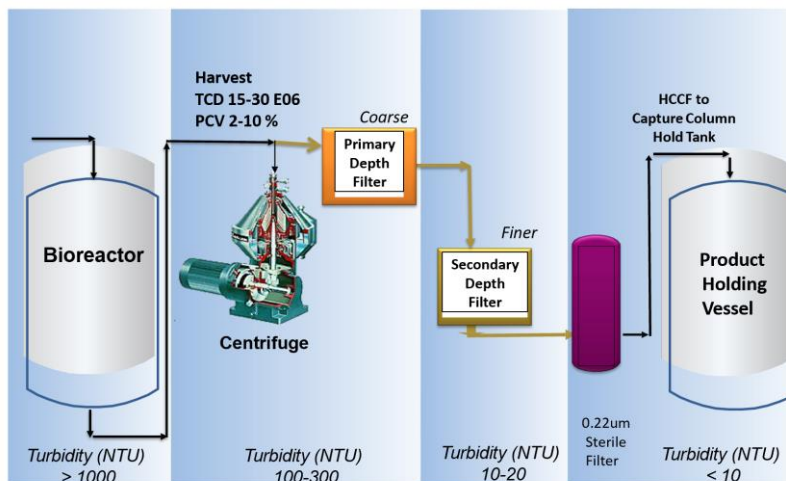 Harvest
TCD 15-30 E06
PCV 2-10 %
Coarse
Primary
Depth
Filter
HCCF to
Capture Column
Hold Tank
Bioreactor
Finer
Secondary
Depth
Filter
Product
Holding
Vessel
Centrifuge
0.22um
Sterile
Filter
Turbidity (NTU)
> 1000
Turbidity (NTU)
100-300
Turbidity (NTU)
10-20
Turbidity (NTU)
< 10